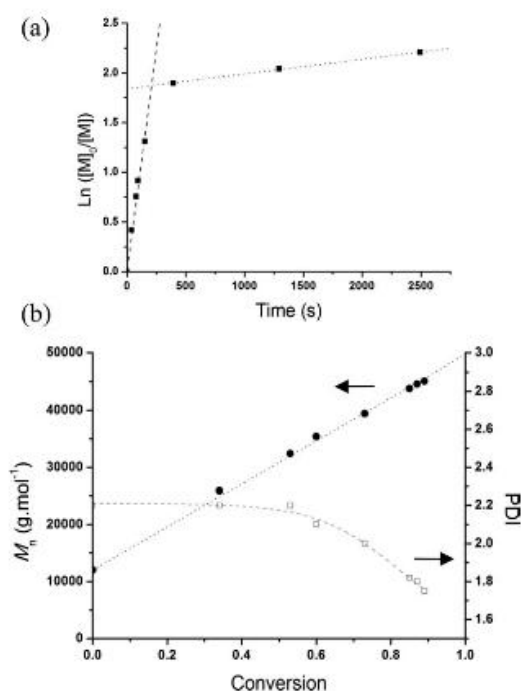 (a)
2.5
2.0
1.5
1.0
0.5
0.0
Ln ([M]₀/[M])
0 500 1000 1500 2000 2500
Time (s)
(b)
50000
40000
30000
20000
10000
0
Mₙ (g.mol⁻¹)
3.0
2.8
2.6
2.4
2.2
2.0
1.8
1.6
PDI
0.0 0.2 0.4 0.6 0.8 1.0
Conversion